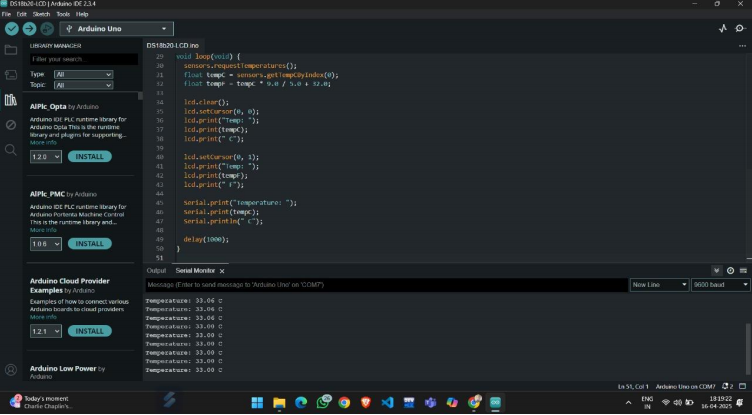 DS18b20-LCD | Arduino IDE 2.3.4
File Edit Sketch Tools Help
Arduino Uno
LIBRARY MANAGER
Filter your search...
Type All
Topic All
AlPlc_Opta by Arduino
Arduino IDE PLC runtime library for
Arduino Opta This is the runtime
library and plugins for supporting...
More info
1.2.0 INSTALL
AlPlc_PMC by Arduino
Arduino IDE PLC runtime library for
Arduino Portenta Machine Control
This is the runtime library and...
More info
1.0.6 INSTALL
Arduino Cloud Provider
Examples by Arduino
Examples of how to connect various
Arduino boards to cloud providers
More info
1.2.1 INSTALL
Arduino Low Power by
Arduino
DS18b20-LCD.ino
29 void loop(void) {
30 sensors.requestTemperatures();
31 float tempC = sensors.getTempCByIndex(0);
32 float tempF = tempC * 9.0 / 5.0 + 32.0;
33
34 lcd.clear();
35 lcd.setCursor(0, 0);
36 lcd.print("Temp: ");
37 lcd.print(tempC);
38 lcd.print(" C");
39
40 lcd.setCursor(0, 1);
41 lcd.print("Temp: ");
42 lcd.print(tempF);
43 lcd.print(" F");
44
45 Serial.print("Temperature: ");
46 Serial.print(tempC);
47 Serial.println(" C");
48
49 delay(1000);
50 }
51
Output Serial Monitor x
Message (Enter to send message to 'Arduino Uno' on 'COM7')
New Line 9600 baud
Temperature: 33.06 C
Temperature: 33.06 C
Temperature: 33.06 C
Temperature: 33.00 C
Temperature: 33.00 C
Temperature: 33.00 C
Temperature: 33.00 C
Temperature: 33.00 C
Temperature: 33.00 C
Ln 51, Col 1 Arduino Uno on COM7 2
Today's moment
Charlie Chaplin's...
ENG
IN
18:19:22
16-04-2025